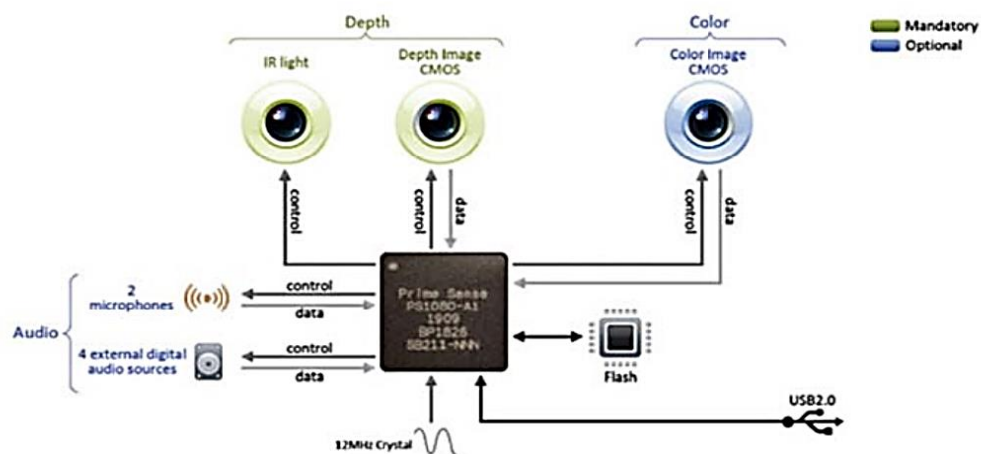 Depth
Color
Mandatory
Optional
IR light
Depth Image
CMOS
Color Image
CMOS
control
control
data
control
data
Audio
2
microphones
control
data
4 external digital
audio sources
control
data
Prime Sense
PS1080-A1
1909
BP1826
SB211-NNN
Flash
12MHz Crystal
USB2.0